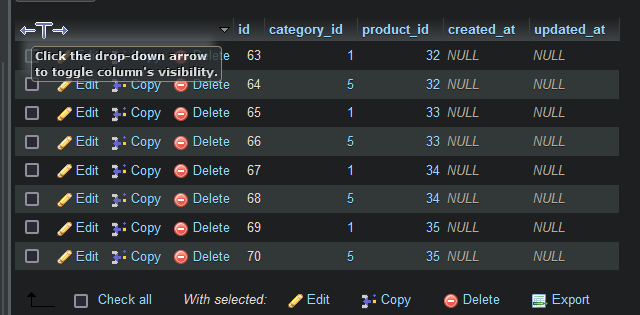 id category_id product_id created_at updated_at
Click the drop-down arrow
to toggle column's visibility.
Delete 63 1 32 NULL NULL
Edit Copy Delete 64 5 32 NULL NULL
Edit Copy Delete 65 1 33 NULL NULL
Edit Copy Delete 66 5 33 NULL NULL
Edit Copy Delete 67 1 34 NULL NULL
Edit Copy Delete 68 5 34 NULL NULL
Edit Copy Delete 69 1 35 NULL NULL
Edit Copy Delete 70 5 35 NULL NULL
Check all With selected: Edit Copy Delete Export